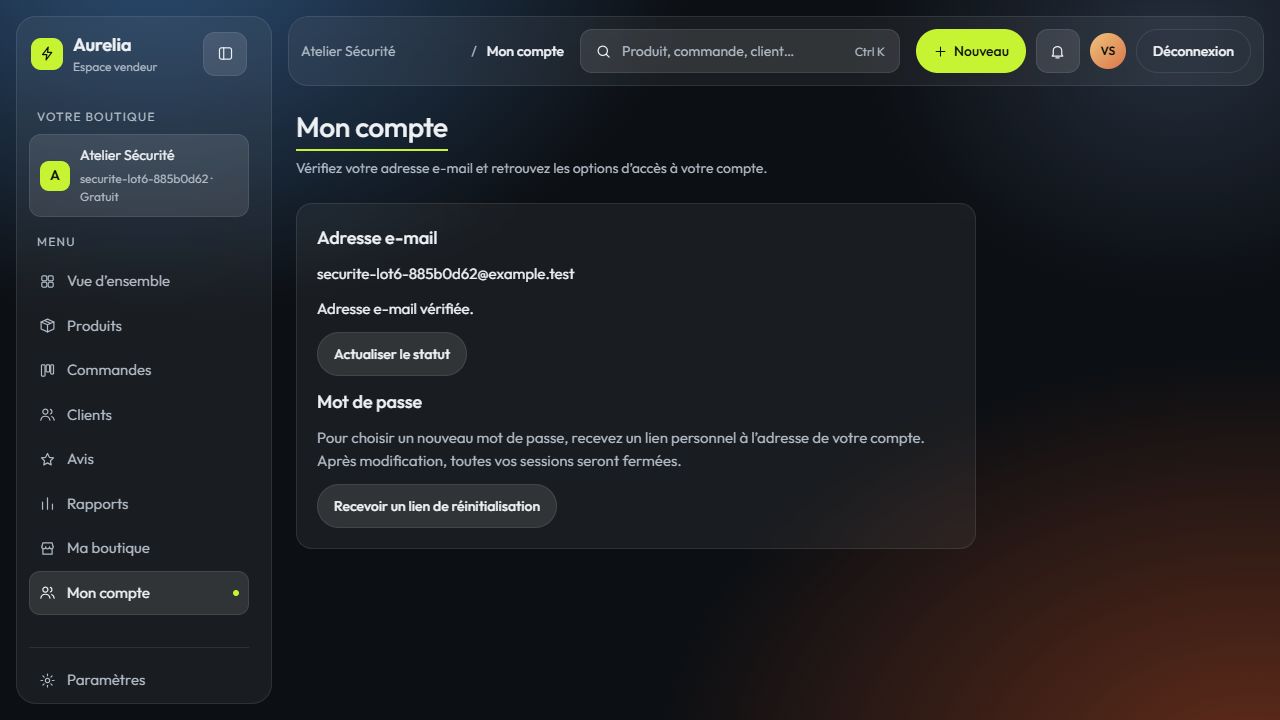 Aurelia
Espace vendeur
VOTRE BOUTIQUE
A
Atelier Sécurité
securite-lot6-885b0d62 ·
Gratuit
MENU
Vue d’ensemble
Produits
Commandes
Clients
Avis
Rapports
Ma boutique
Mon compte
Paramètres
Atelier Sécurité / Mon compte
Produit, commande, client… Ctrl K
Nouveau
VS
Déconnexion
Mon compte
Vérifiez votre adresse e-mail et retrouvez les options d’accès à votre compte.
Adresse e-mail
securite-lot6-885b0d62@example.test
Adresse e-mail vérifiée.
Actualiser le statut
Mot de passe
Pour choisir un nouveau mot de passe, recevez un lien personnel à l’adresse de votre compte.
Après modification, toutes vos sessions seront fermées.
Recevoir un lien de réinitialisation